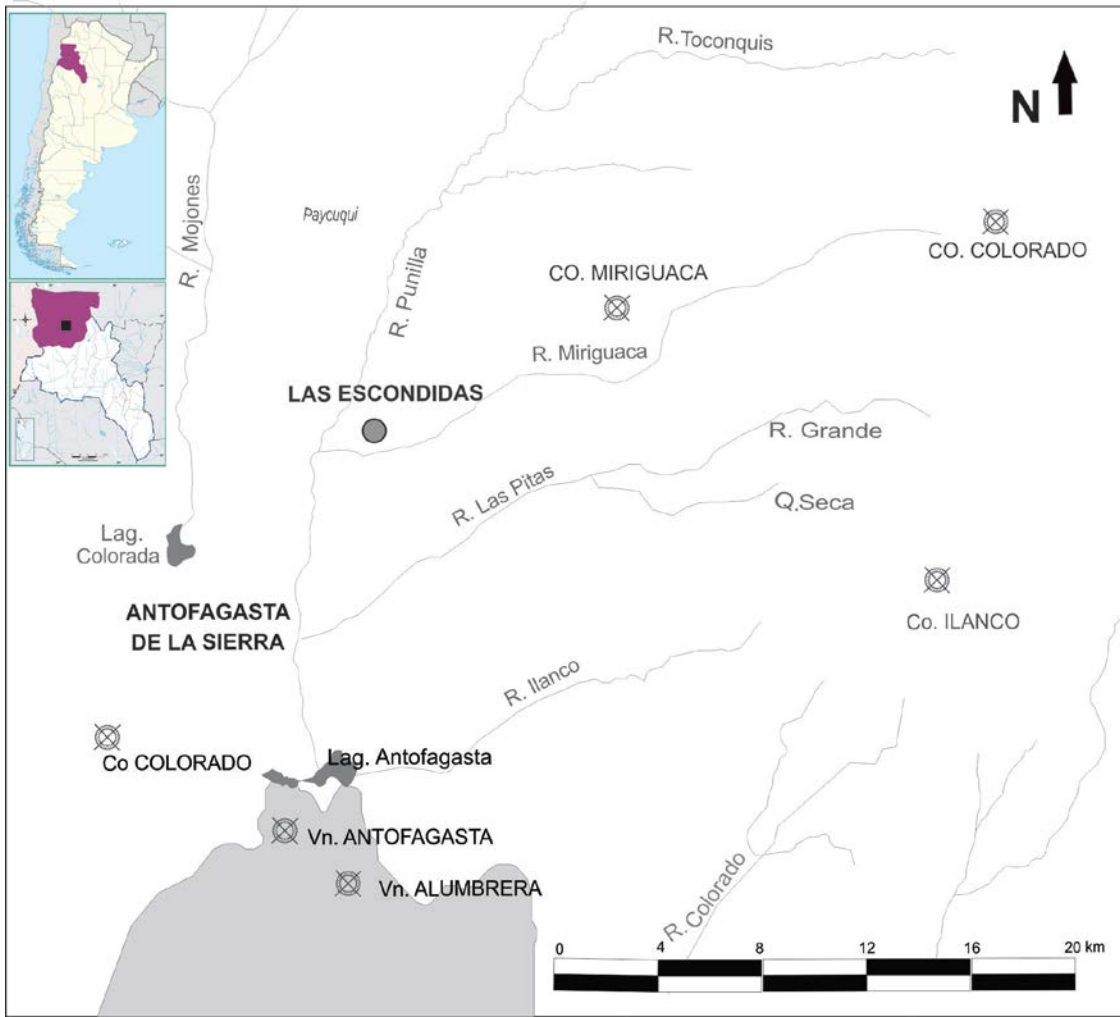 R. Toconquis
N
R. Mojones
Paycuqui
R. Punilla
CO. COLORADO
CO. MIRIGUACA
R. Miriguaca
LAS ESCONDIDAS
R. Grande
R. Las Pitas
Q.Seca
Lag.
Colorada
ANTOFAGASTA
DE LA SIERRA
Co. ILANCO
R. Ilanco
Co COLORADO
Lag. Antofagasta
Vn. ANTOFAGASTA
Vn. ALUMBRERA
R. Colorado
0 4 8 12 16 20 km